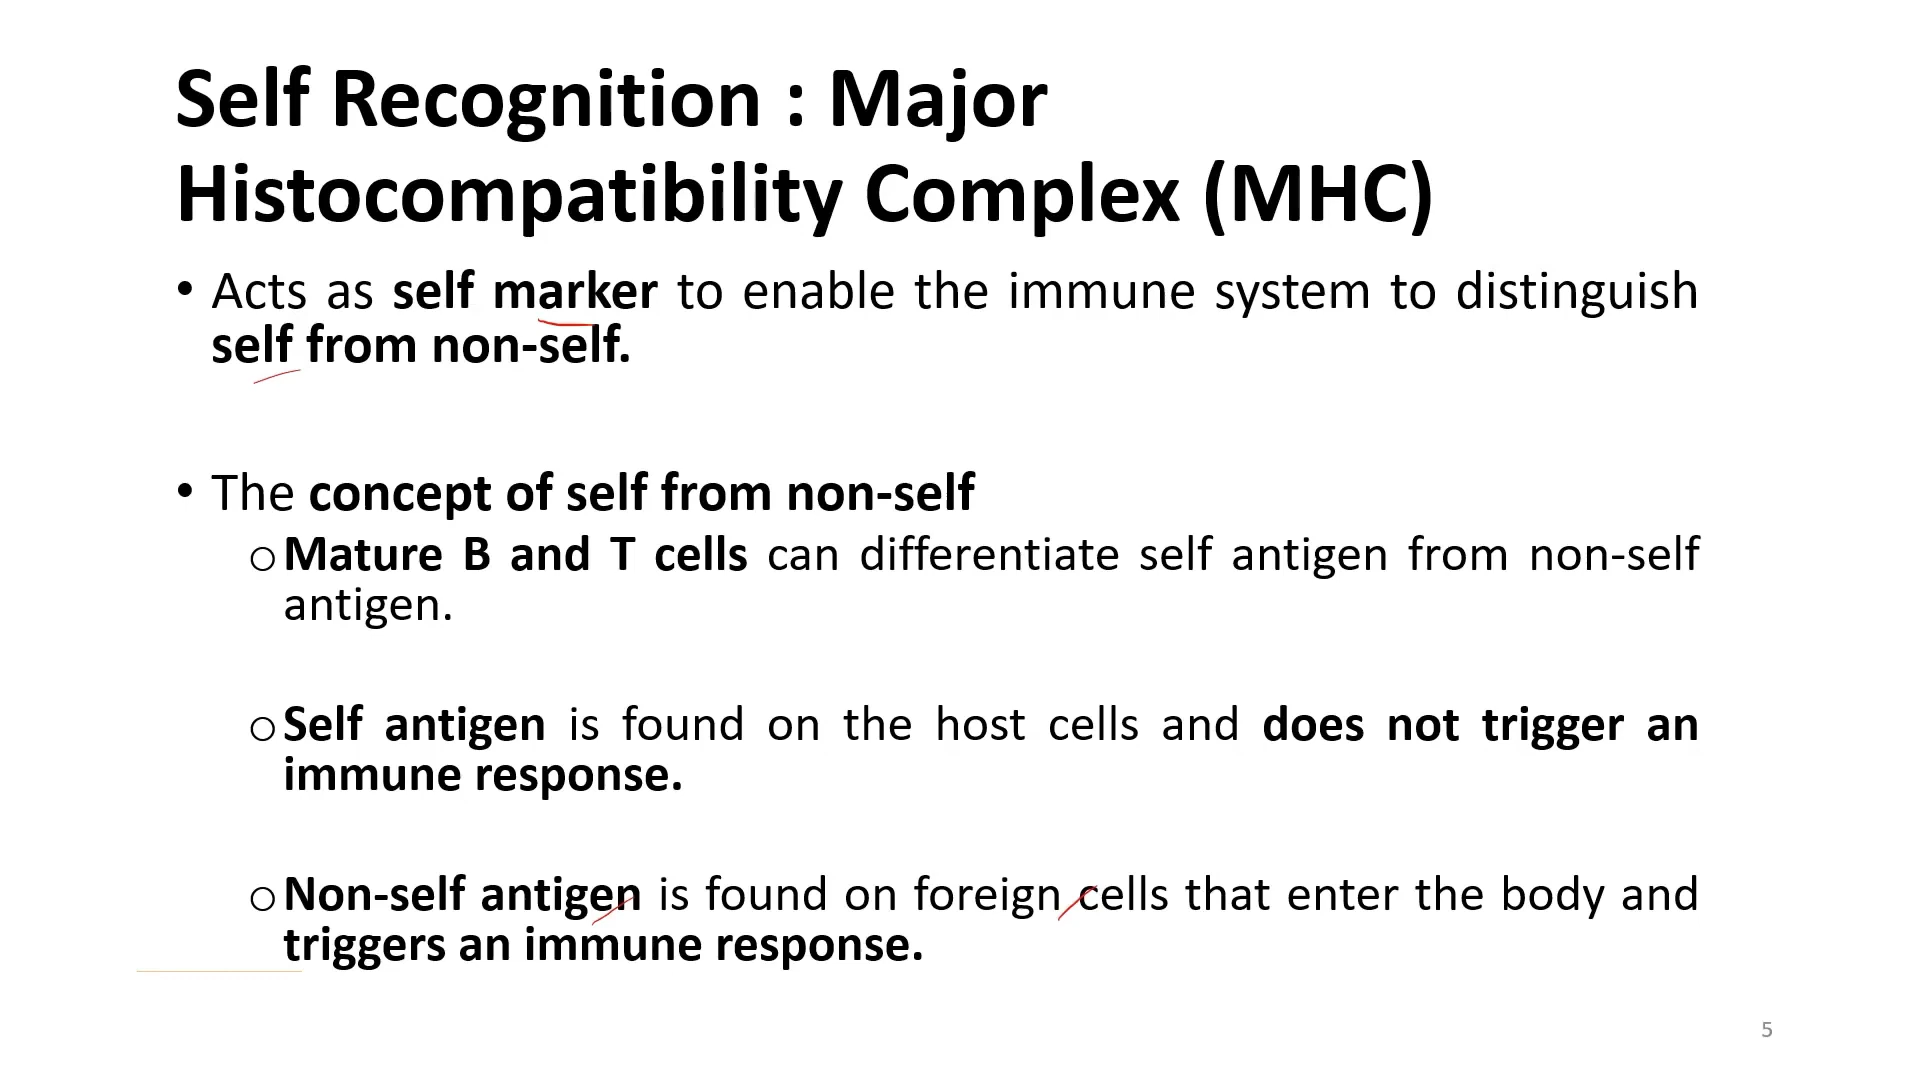 Self Recognition : Major
Histocompatibility Complex (MHC)
• Acts as self marker to enable the immune system to distinguish
self from non-self.
• The concept of self from non-self
o Mature B and T cells can differentiate self antigen from non-self
antigen.
o Self antigen is found on the host cells and does not trigger an
immune response.
o Non-self antigen is found on foreign cells that enter the body and
triggers an immune response.
5